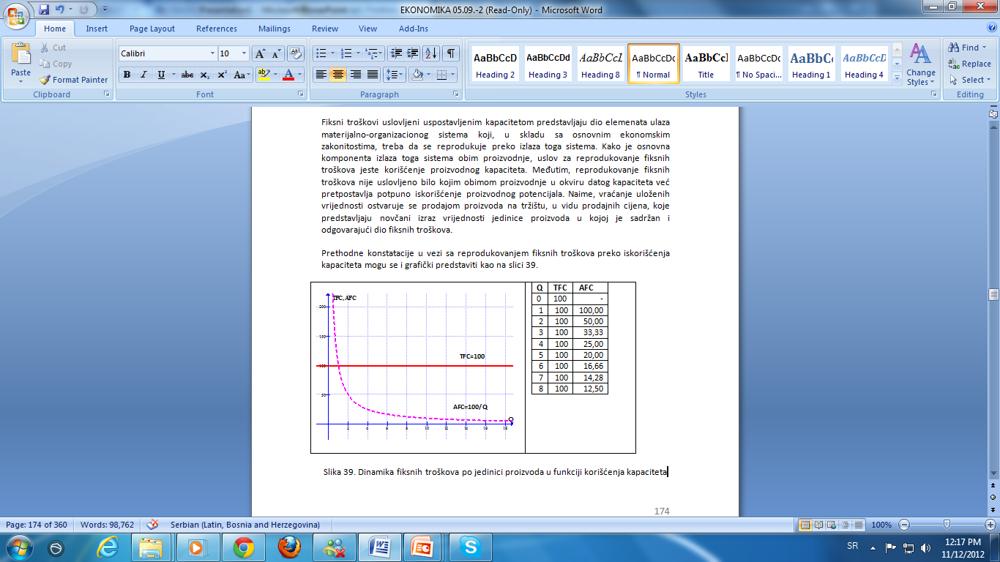 EKONOMIKA 05.09.-2 (Read-Only) - Microsoft Word
Home Insert Page Layout References Mailings Review View Add-Ins
Paste
Cut
Copy
Format Painter
Clipboard
Calibri 10
Font
Paragraph
AaBbCcD AaBbCcDd AaBbCcL AaBbCcDc AaBbCcl AaBbCcDc AaBbC AaBbCcD
Heading 2 Heading 3 Heading 8 ¶ Normal Title ¶ No Spaci... Heading 1 Heading 4
Change Styles
Styles
Find
Replace
Select
Editing
Fiksni troškovi uslovljeni uspostavljenim kapacitetom predstavljaju dio elemenata ulaza
materijalno-organizacionog sistema koji, u skladu sa osnovnim ekonomskim
zakonitostima, treba da se reprodukuje preko izlaza toga sistema. Kako je osnovna
komponenta izlaza toga sistema obim proizvodnje, uslov za reprodukovanje fiksnih
troškova jeste korišćenje proizvodnog kapaciteta. Međutim, reprodukovanje fiksnih
troškova nije uslovljeno bilo kojim obimom proizvodnje u okviru datog kapaciteta već
pretpostavlja potpuno iskorišćenje proizvodnog potencijala. Naime, vraćanje uloženih
vrijednosti ostvaruje se prodajom proizvoda na tržištu, u vidu prodajnih cijena, koje
predstavljaju novčani izraz vrijednosti jedinice proizvoda u kojoj je sadržan i
odgovarajući dio fiksnih troškova.
Prethodne konstatacije u vezi sa reprodukovanjem fiksnih troškova preko iskorišćenja
kapaciteta mogu se i grafički predstaviti kao na slici 39.
TFC, AFC
200
150
TFC=100
100
50
AFC=100/Q
Q
2 4 6 8 10 12 14 16 18
Q TFC AFC
0 100 -
1 100 100,00
2 100 50,00
3 100 33,33
4 100 25,00
5 100 20,00
6 100 16,66
7 100 14,28
8 100 12,50
Slika 39. Dinamika fiksnih troškova po jedinici proizvoda u funkciji korišćenja kapaciteta
174
Page: 174 of 360 Words: 98,762 Serbian (Latin, Bosnia and Herzegovina) 100%
SR 12:17 PM
11/12/2012